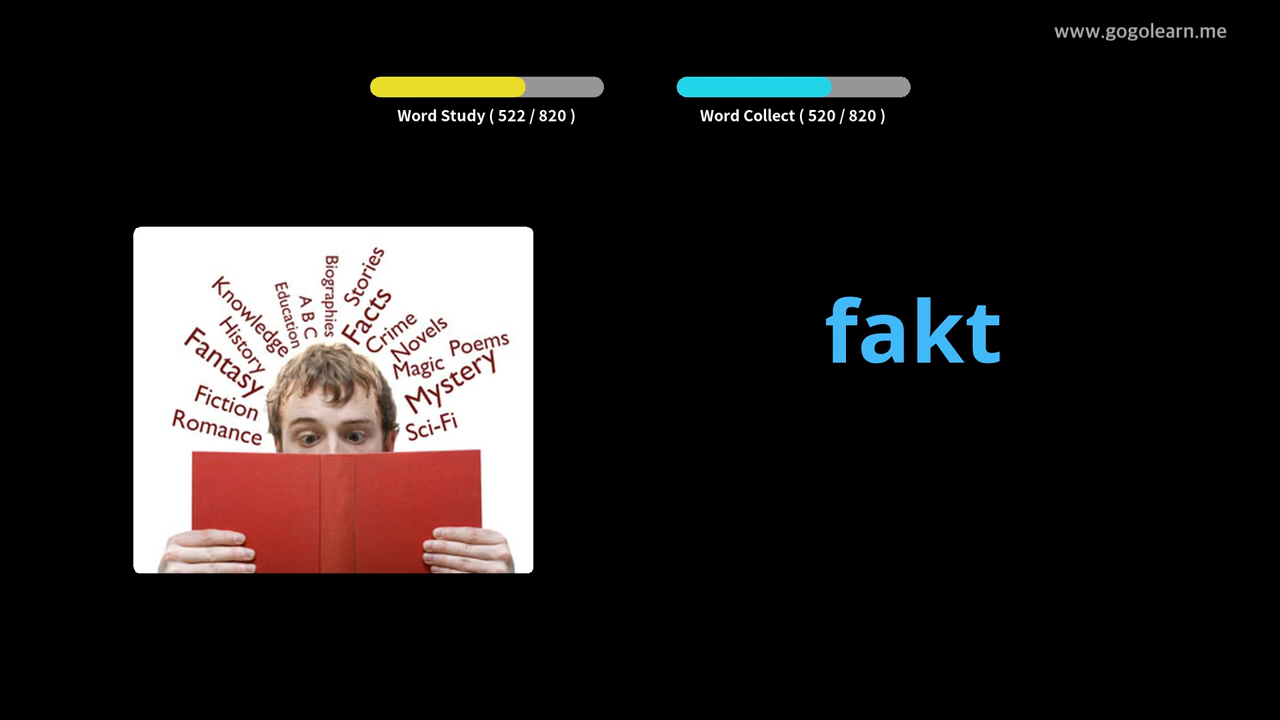 www.gogolearn.me
Word Study ( 522 / 820 )
Word Collect ( 520 / 820 )
Romance
Fiction
Fantasy
History
Knowledge
Education
A B C
Biographies
Stories
Facts
Crime
Novels
Magic
Poems
Mystery
Sci-Fi
fakt